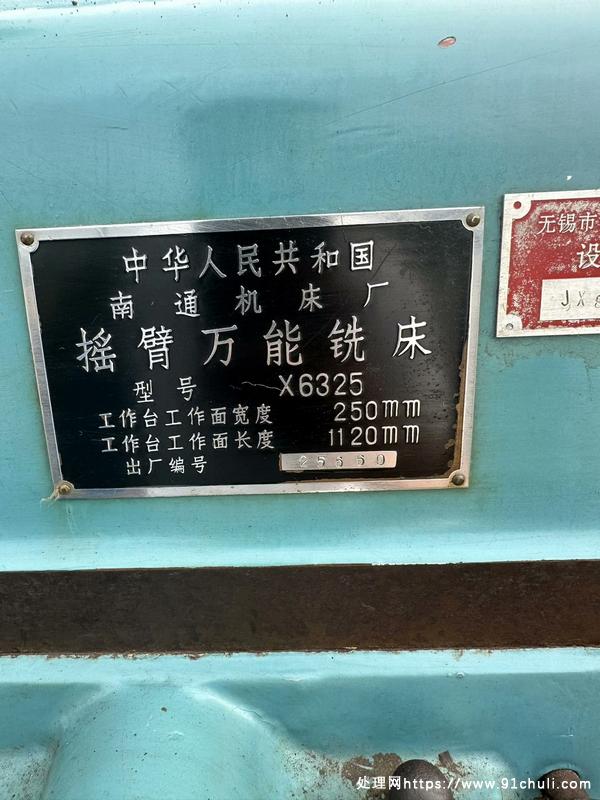 中华人民共和国
南通机床厂
摇臂万能铣床
型号 X6325
工作台工作面宽度 250mm
工作台工作面长度 1120mm
出厂编号
无锡市
设
JX
处理网https://www.91chuli.com